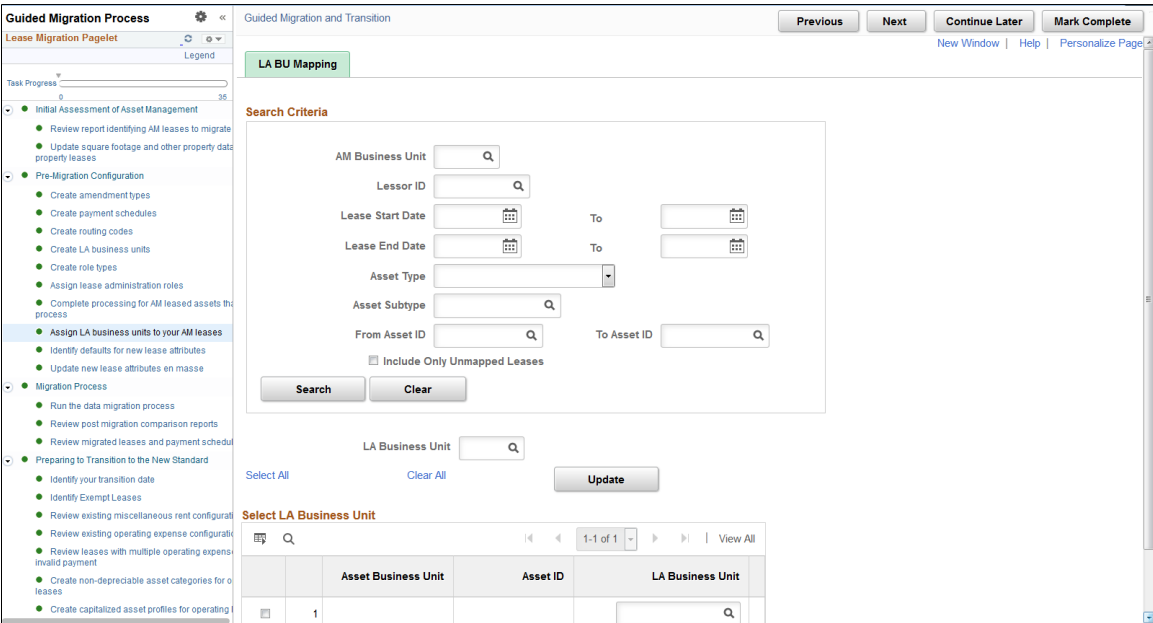 Guided Migration Process «
Lease Migration Pagelet
Legend
Task Progress
0 36
Initial Assessment of Asset Management
Review report identifying AM leases to migrate
Update square footage and other property data
property leases
Pre-Migration Configuration
Create amendment types
Create payment schedules
Create routing codes
Create LA business units
Create role types
Assign lease administration roles
Complete processing for AM leased assets tha
process
Assign LA business units to your AM leases
Identify defaults for new lease attributes
Update new lease attributes en masse
Migration Process
Run the data migration process
Review post migration comparison reports
Review migrated leases and payment schedul
Preparing to Transition to the New Standard
Identify your transition date
Identify Exempt Leases
Review existing miscellaneous rent configurati
Review existing operating expense configuratio
Review leases with multiple operating expense
invalid payment
Create non-depreciable asset categories for o
leases
Create capitalized asset profiles for operating l
Guided Migration and Transition
Previous Next Continue Later Mark Complete
New Window | Help | Personalize Page
LA BU Mapping
Search Criteria
AM Business Unit
Lessor ID
Lease Start Date To
Lease End Date To
Asset Type
Asset Subtype
From Asset ID To Asset ID
Include Only Unmapped Leases
Search Clear
LA Business Unit
Select All Clear All Update
Select LA Business Unit
1-1 of 1 | View All
Asset Business Unit Asset ID LA Business Unit
1